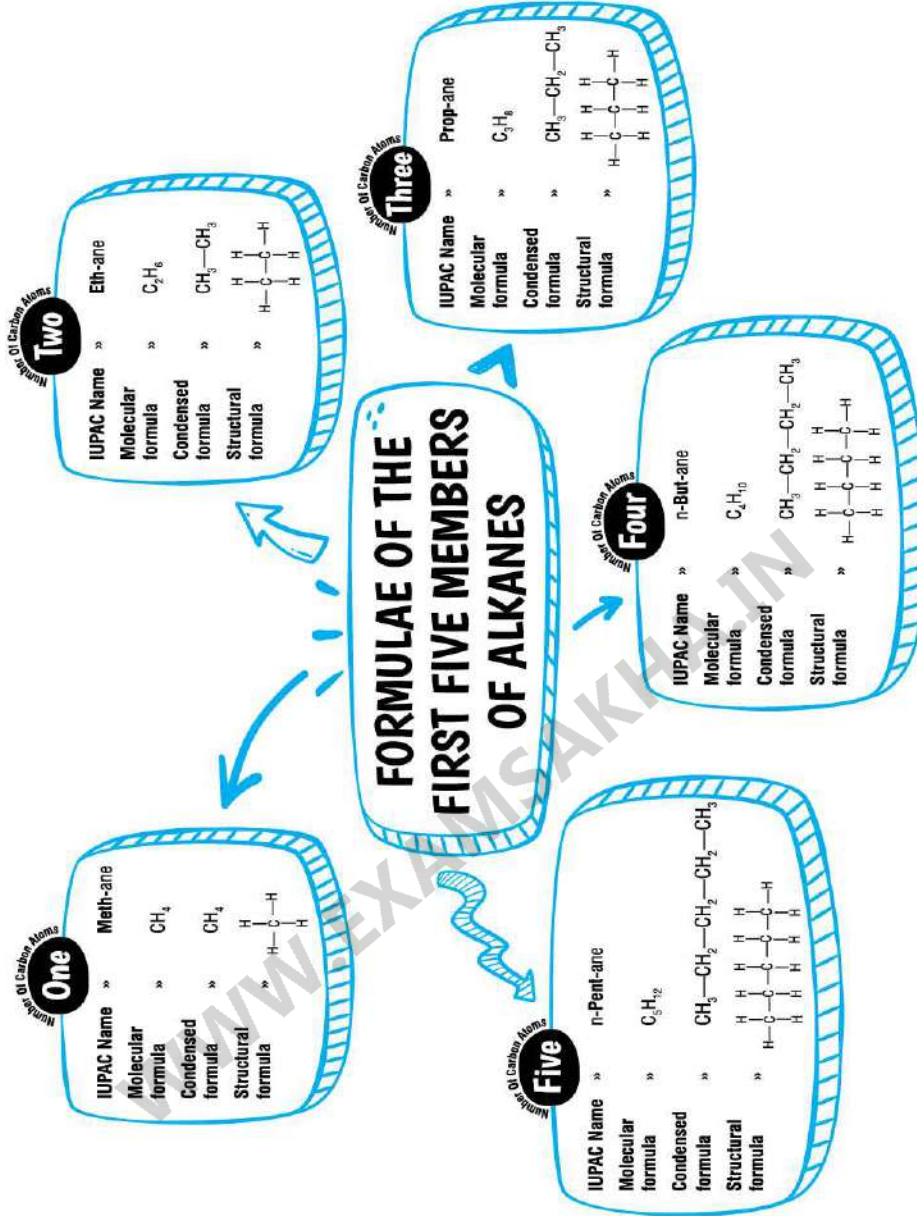 FORMULAE OF THE
FIRST FIVE MEMBERS
OF ALKANES
Number Of Carbon Atoms
One
IUPAC Name » Meth-ane
Molecular
formula » CH₄
Condensed
formula » CH₄
Structural
formula »
H
H—C—H
H
Number Of Carbon Atoms
Two
IUPAC Name » Eth-ane
Molecular
formula » C₂H₆
Condensed
formula » CH₃—CH₃
Structural
formula »
H H
H—C—C—H
H H
Number Of Carbon Atoms
Three
IUPAC Name » Prop-ane
Molecular
formula » C₃H₈
Condensed
formula » CH₃—CH₂—CH₃
Structural
formula »
H H H
H—C—C—C—H
H H H
Number Of Carbon Atoms
Four
IUPAC Name » n-But-ane
Molecular
formula » C₄H₁₀
Condensed
formula » CH₃—CH₂—CH₂—CH₃
Structural
formula »
H H H H
H—C—C—C—C—H
H H H H
Number Of Carbon Atoms
Five
IUPAC Name » n-Pent-ane
Molecular
formula » C₅H₁₂
Condensed
formula » CH₃—CH₂—CH₂—CH₂—CH₃
Structural
formula »
H H H H H
H—C—C—C—C—C—H
H H H H H
WWW.EXAMSAKHA.IN